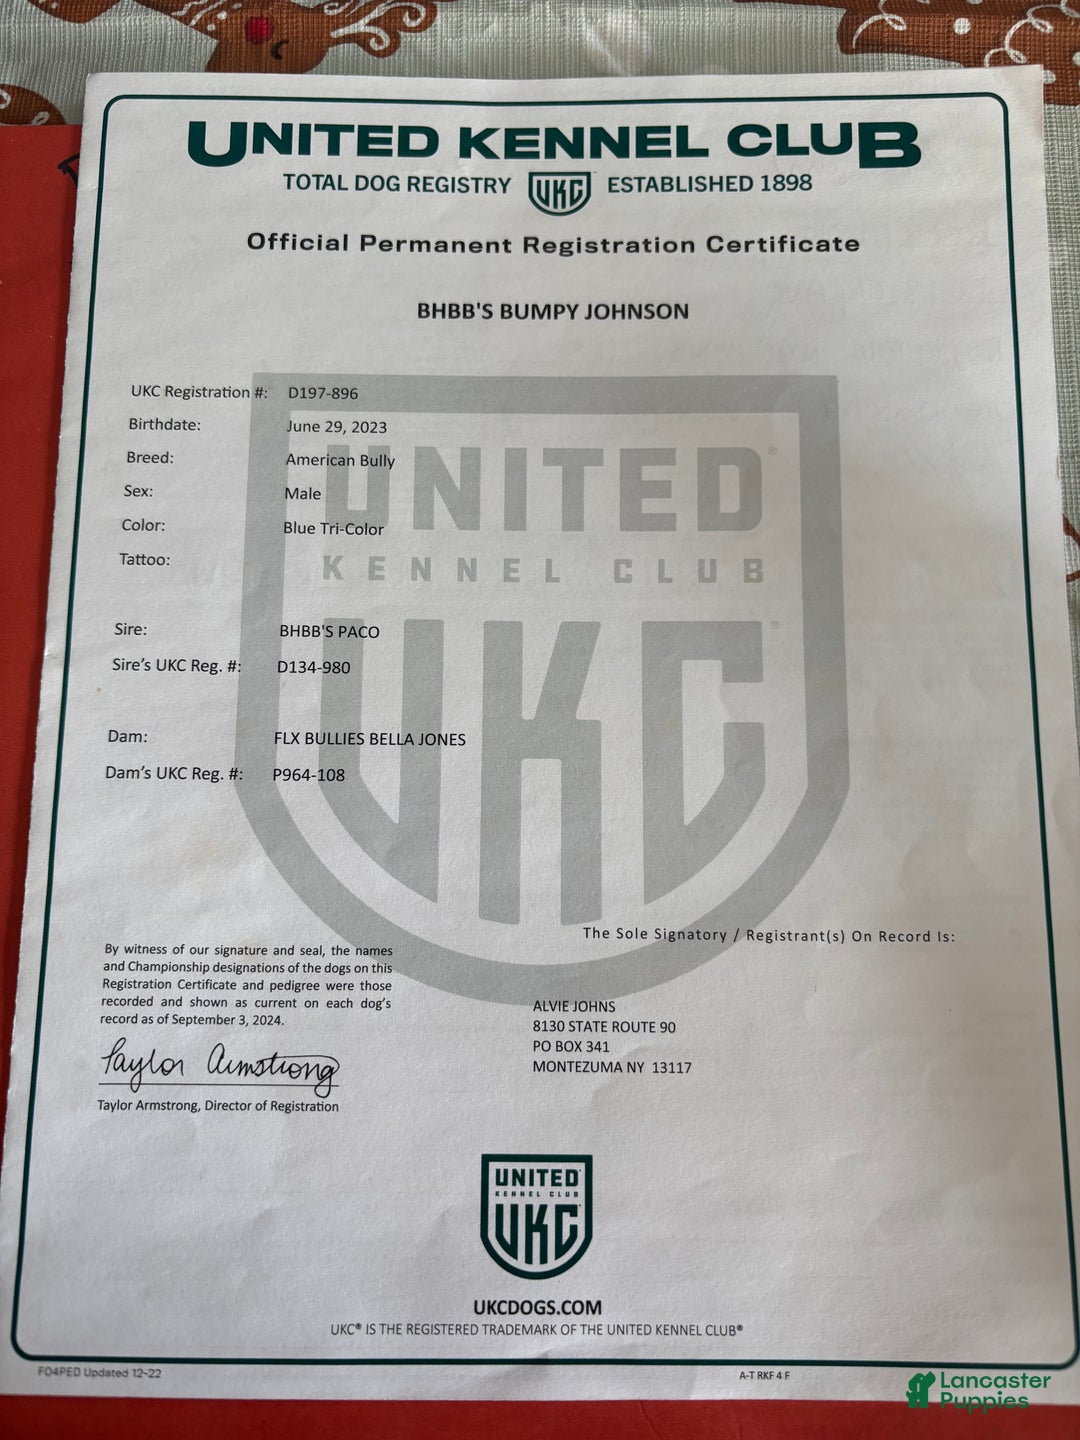 UNITED KENNEL CLUB
TOTAL DOG REGISTRY UKC ESTABLISHED 1898
Official Permanent Registration Certificate
BHBB'S BUMPY JOHNSON
UKC Registration #: D197-896
Birthdate: June 29, 2023
Breed: American Bully
Sex: Male
Color: Blue Tri-Color
Tattoo:
UNITED®
KENNEL CLUB
UKC®
Sire: BHBB'S PACO
Sire's UKC Reg. #: D134-980
Dam: FLX BULLIES BELLA JONES
Dam's UKC Reg. #: P964-108
By witness of our signature and seal, the names
and Championship designations of the dogs on this
Registration Certificate and pedigree were those
recorded and shown as current on each dog's
record as of September 3, 2024.
Taylor Armstrong
Taylor Armstrong, Director of Registration
The Sole Signatory / Registrant(s) On Record Is:
ALVIE JOHNS
8130 STATE ROUTE 90
PO BOX 341
MONTEZUMA NY 13117
UNITED
KENNEL CLUB
UKC
UKCDOGS.COM
UKC® IS THE REGISTERED TRADEMARK OF THE UNITED KENNEL CLUB®
FO4PED Updated 12-22
A-T RKF 4 F
Lancaster
Puppies